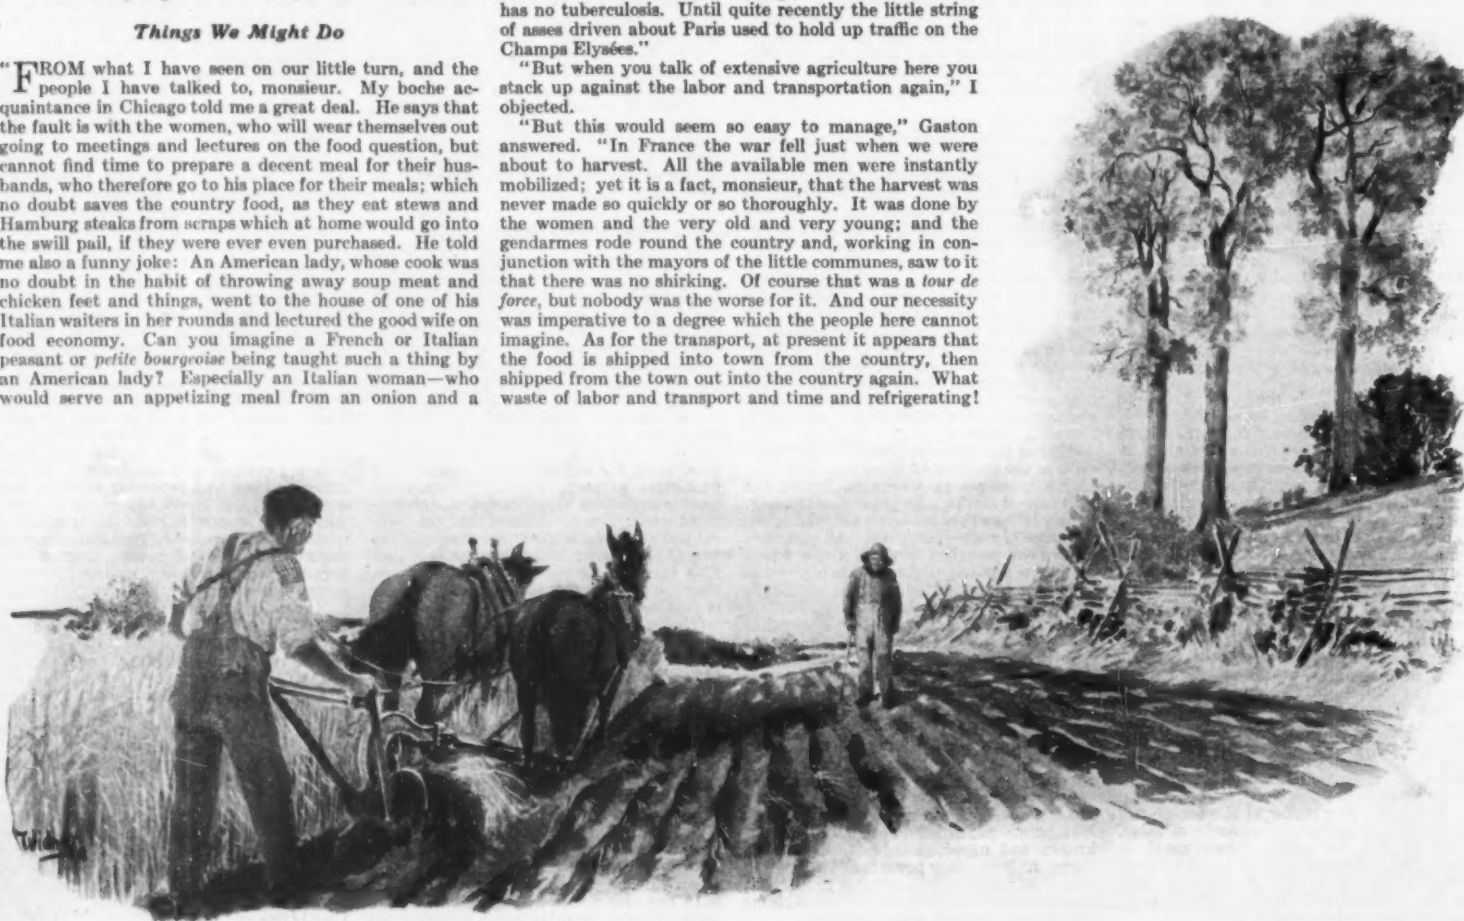 Things We Might Do
"FROM what I have seen on our little turn, and the
people I have talked to, monsieur. My boche ac-
quaintance in Chicago told me a great deal. He says that
the fault is with the women, who will wear themselves out
going to meetings and lectures on the food question, but
cannot find time to prepare a decent meal for their hus-
bands, who therefore go to his place for their meals; which
no doubt saves the country food, as they eat stews and
Hamburg steaks from scraps which at home would go into
the swill pail, if they were ever even purchased. He told
me also a funny joke: An American lady, whose cook was
no doubt in the habit of throwing away soup meat and
chicken feet and things, went to the house of one of his
Italian waiters in her rounds and lectured the good wife on
food economy. Can you imagine a French or Italian
peasant or petite bourgeoise being taught such a thing by
an American lady? Especially an Italian woman—who
would serve an appetizing meal from an onion and a
has no tuberculosis. Until quite recently the little string
of asses driven about Paris used to hold up traffic on the
Champs Elysées."
"But when you talk of extensive agriculture here you
stack up against the labor and transportation again," I
objected.
"But this would seem so easy to manage," Gaston
answered. "In France the war fell just when we were
about to harvest. All the available men were instantly
mobilized; yet it is a fact, monsieur, that the harvest was
never made so quickly or so thoroughly. It was done by
the women and the very old and very young; and the
gendarmes rode round the country and, working in con-
junction with the mayors of the little communes, saw to it
that there was no shirking. Of course that was a tour de
force, but nobody was the worse for it. And our necessity
was imperative to a degree which the people here cannot
imagine. As for the transport, at present it appears that
the food is shipped into town from the country, then
shipped from the town out into the country again. What
waste of labor and transport and time and refrigerating!